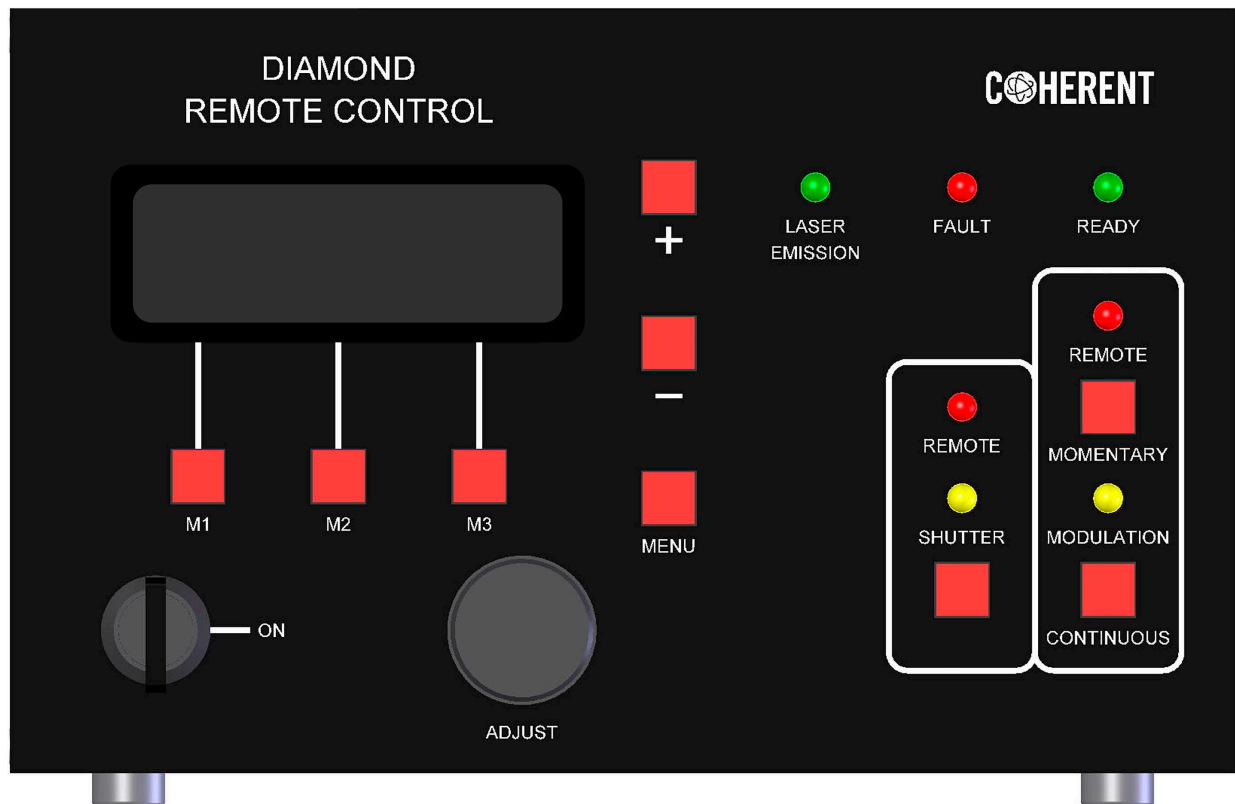 DIAMOND
REMOTE CONTROL
COHERENT
+
LASER
EMISSION
FAULT
READY
REMOTE
−
REMOTE
MOMENTARY
M1
M2
M3
MENU
SHUTTER
MODULATION
ON
CONTINUOUS
ADJUST